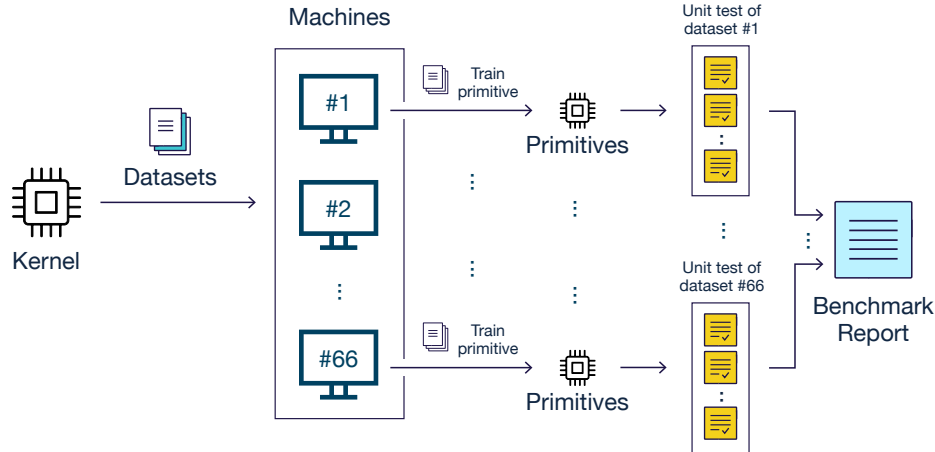 Machines
Unit test of
dataset #1
#1
Train
primitive
Datasets
Primitives
#2
Kernel
Unit test of
dataset #66
Benchmark
Report
#66
Train
primitive
Primitives